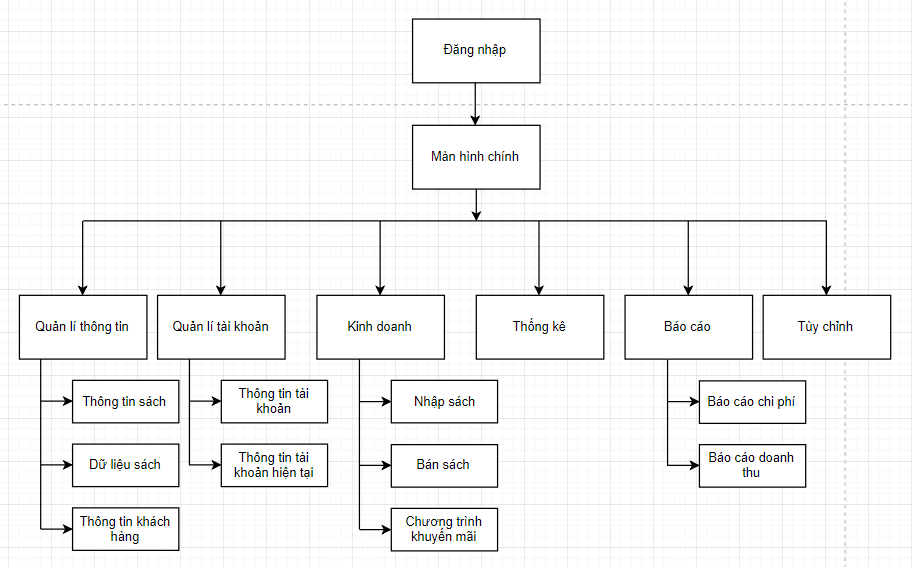 Đăng nhập
Màn hình chính
Quản lí thông tin
Quản lí tài khoản
Kinh doanh
Thống kê
Báo cáo
Tùy chỉnh
Thông tin sách
Dữ liệu sách
Thông tin khách
hàng
Thông tin tài
khoản
Thông tin tài
khoản hiện tại
Nhập sách
Bán sách
Chương trình
khuyến mãi
Báo cáo chi phí
Báo cáo doanh
thu